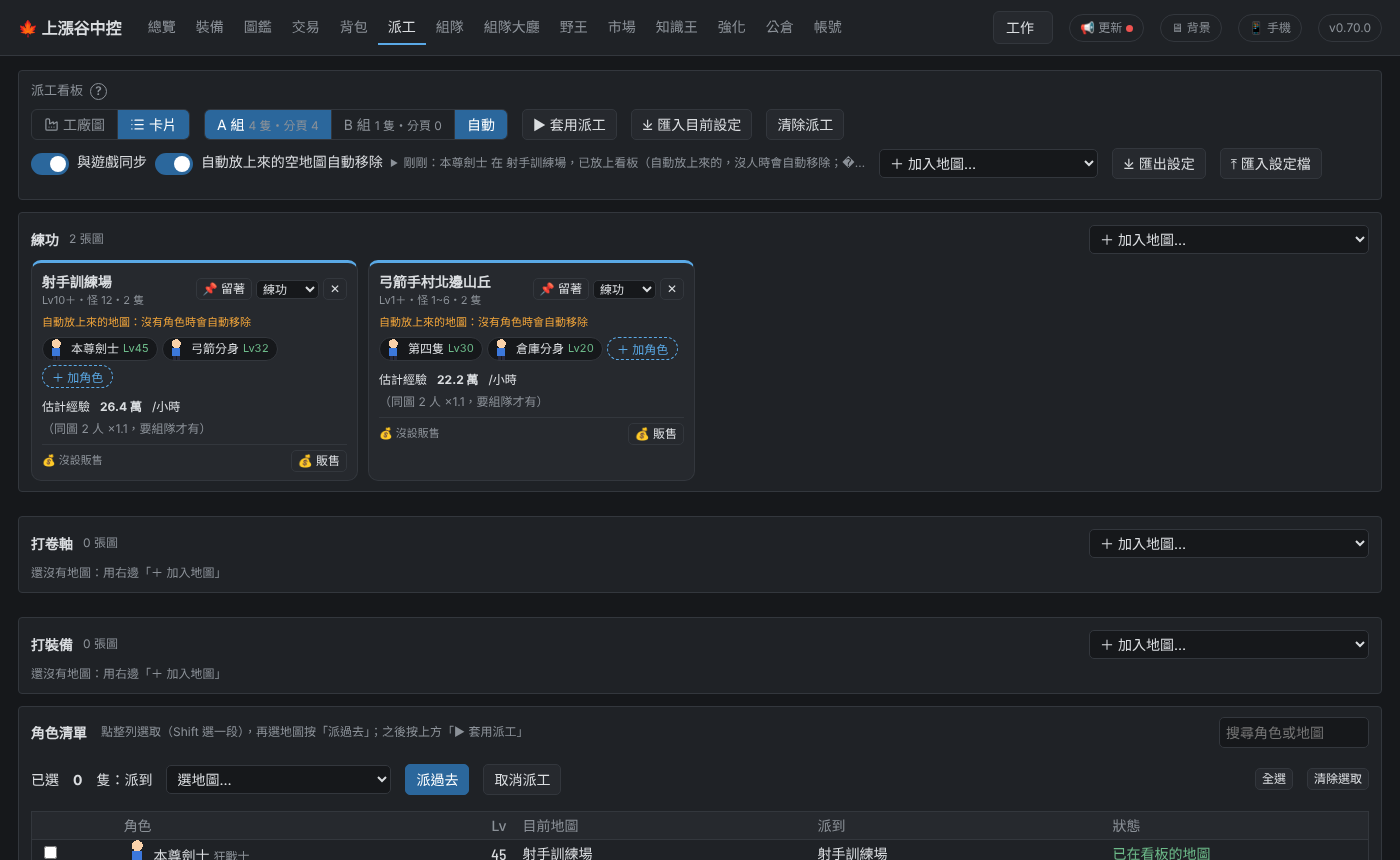 🍁 上漲谷中控 總覽 裝備 圖鑑 交易 背包 派工 組隊 組隊大廳 野王 市場 知識王 強化 公倉 帳號 工作 📢 更新 🖥 背景 📱 手機 v0.70.0
派工看板 ?
工廠圖 卡片 A 組 4 隻・分頁 4 B 組 1 隻・分頁 0 自動 ▶ 套用派工 匯入目前設定 清除派工
與遊戲同步 自動放上來的空地圖自動移除 ▶ 剛剛：本尊劍士 在 射手訓練場，已放上看板（自動放上來的，沒人時會自動移除；�... ＋ 加入地圖... 匯出設定 匯入設定檔
練功 2 張圖 ＋ 加入地圖...
射手訓練場 📌 留著 練功 ✕
Lv10＋・怪 12・2 隻
自動放上來的地圖：沒有角色時會自動移除
本尊劍士 Lv45 弓箭分身 Lv32
＋ 加角色
估計經驗 26.4 萬 /小時
（同圖 2 人 ×1.1，要組隊才有）
💰 沒設販售 💰 販售
弓箭手村北邊山丘 📌 留著 練功 ✕
Lv1＋・怪 1~6・2 隻
自動放上來的地圖：沒有角色時會自動移除
第四隻 Lv30 倉庫分身 Lv20 ＋ 加角色
估計經驗 22.2 萬 /小時
（同圖 2 人 ×1.1，要組隊才有）
💰 沒設販售 💰 販售
打卷軸 0 張圖 ＋ 加入地圖...
還沒有地圖：用右邊「＋ 加入地圖」
打裝備 0 張圖 ＋ 加入地圖...
還沒有地圖：用右邊「＋ 加入地圖」
角色清單 點整列選取（Shift 選一段），再選地圖按「派過去」；之後按上方「▶ 套用派工」 搜尋角色或地圖
已選 0 隻：派到 選地圖... 派過去 取消派工 全選 清除選取
角色 Lv 目前地圖 派到 狀態
本尊劍士 狂戰士 45 射手訓練場 射手訓練場 已在看板的地圖